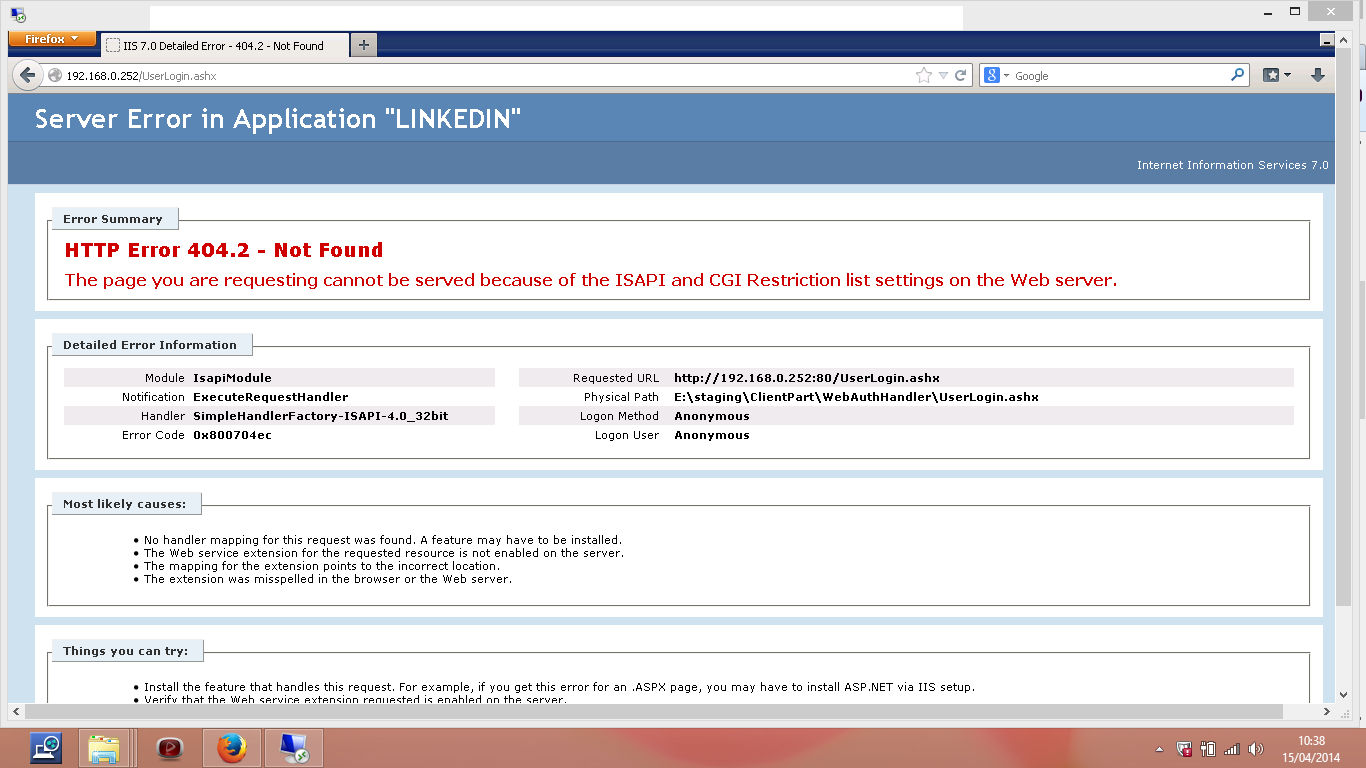 Firefox
IIS 7.0 Detailed Error - 404.2 - Not Found
192.168.0.252/UserLogin.ashx
8 Google
Server Error in Application "LINKEDIN"
Internet Information Services 7.0
Error Summary
HTTP Error 404.2 - Not Found
The page you are requesting cannot be served because of the ISAPI and CGI Restriction list settings on the Web server.
Detailed Error Information
Module IsapiModule
Notification ExecuteRequestHandler
Handler SimpleHandlerFactory-ISAPI-4.0_32bit
Error Code 0x800704ec
Requested URL http://192.168.0.252:80/UserLogin.ashx
Physical Path E:\staging\ClientPart\WebAuthHandler\UserLogin.ashx
Logon Method Anonymous
Logon User Anonymous
Most likely causes:
• No handler mapping for this request was found. A feature may have to be installed.
• The Web service extension for the requested resource is not enabled on the server.
• The mapping for the extension points to the incorrect location.
• The extension was misspelled in the browser or the Web server.
Things you can try:
• Install the feature that handles this request. For example, if you get this error for an .ASPX page, you may have to install ASP.NET via IIS setup.
• Verify that the Web service extension requested is enabled on the server.
10:38
15/04/2014